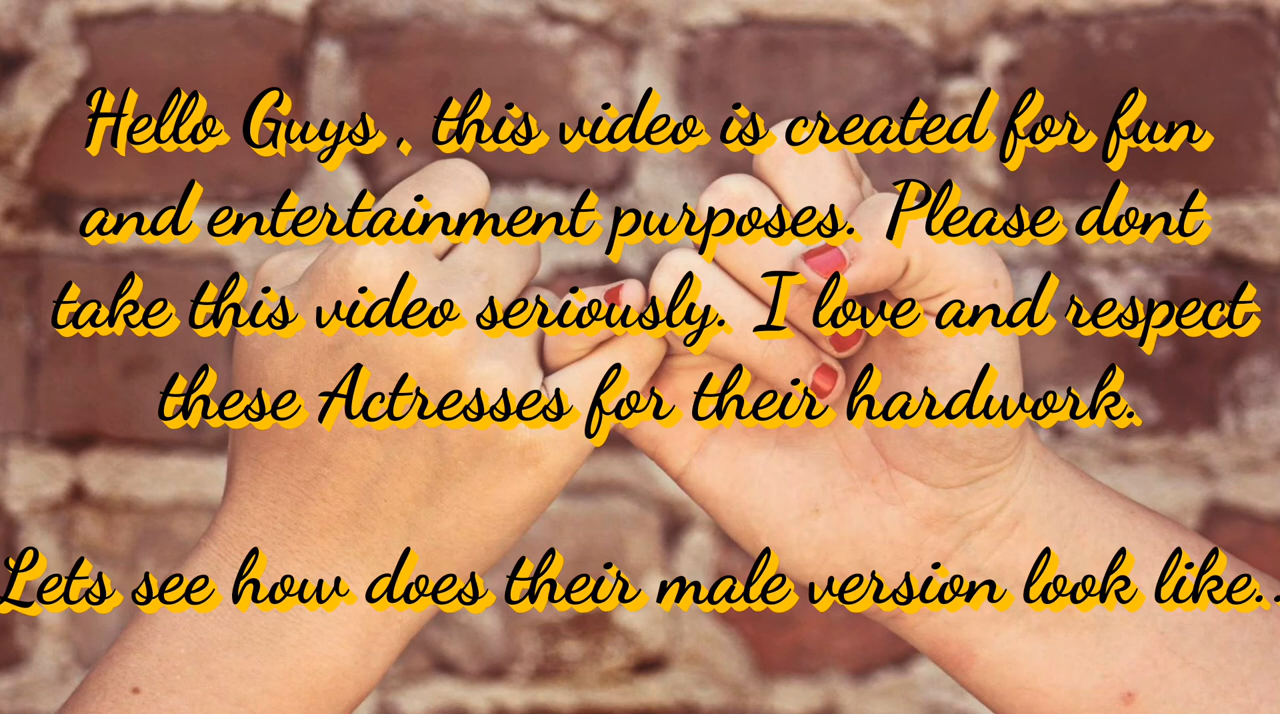 Hello Guys , this video is created for fun
and entertainment purposes. Please dont
take this video seriously. I love and respect
these Actresses for their hardwork.
Lets see how does their male version look like..